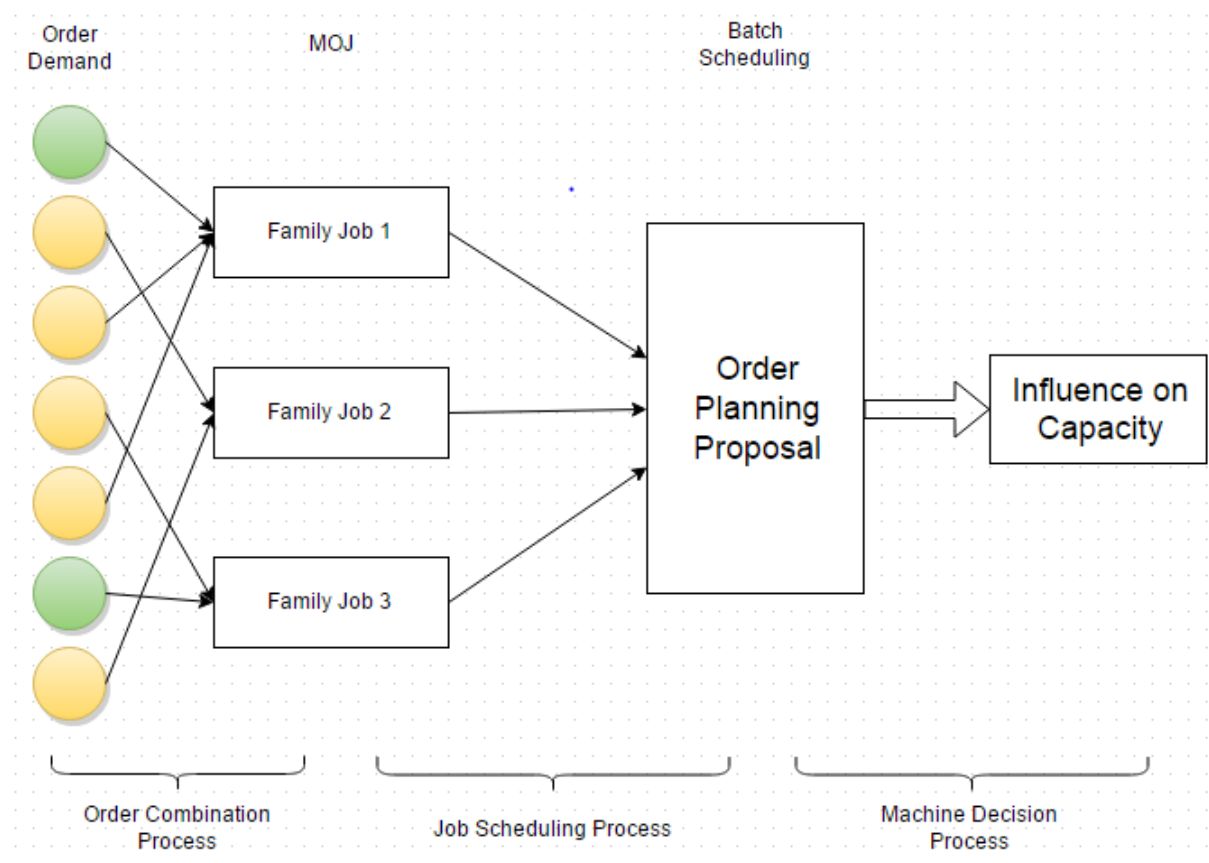 Order
Demand
MOJ
Batch
Scheduling
Family Job 1
Family Job 2
Family Job 3
Order
Planning
Proposal
Influence on
Capacity
Order Combination
Process
Job Scheduling Process
Machine Decision
Process